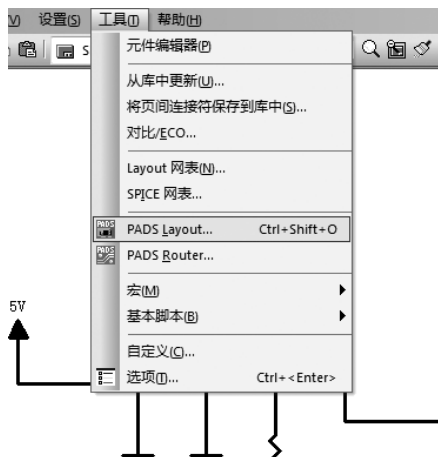 V) 设置(S) 工具(T) 帮助(H)
S
元件编辑器(P)
从库中更新(U)...
将页间连接符保存到库中(S)...
对比/ECO...
Layout 网表(N)...
SPICE 网表...
PADS Layout... Ctrl+Shift+O
PADS Router...
宏(M)
基本脚本(B)
自定义(C)...
选项(T)... Ctrl+<Enter>
5V